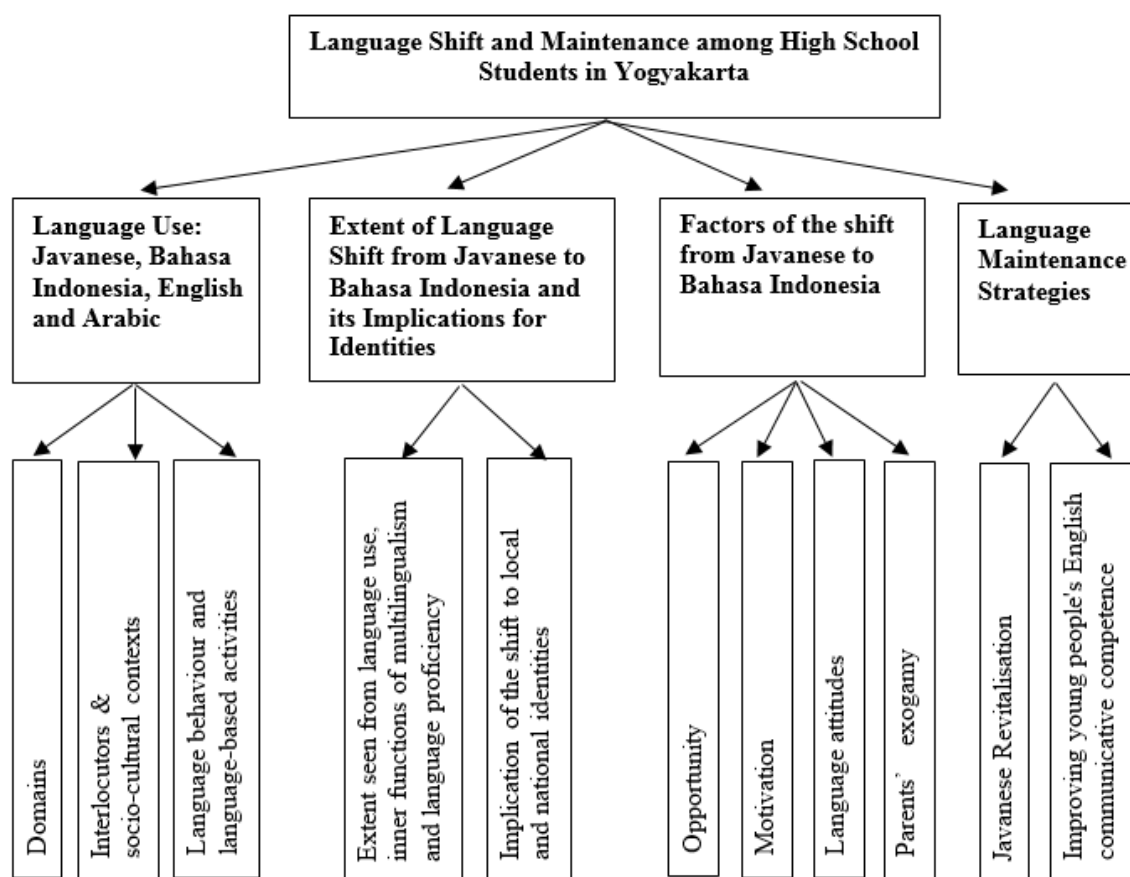 Language Shift and Maintenance among High School
Students in Yogyakarta
Language Use:
Javanese, Bahasa
Indonesia, English
and Arabic
Extent of Language
Shift from Javanese to
Bahasa Indonesia and
its Implications for
Identities
Factors of the shift
from Javanese to
Bahasa Indonesia
Language
Maintenance
Strategies
Domains
Interlocutors &
socio-cultural contexts
Language behaviour and
language-based activities
Extent seen from language use,
inner functions of multilingualism
and language proficiency
Implication of the shift to local
and national identities
Opportunity
Motivation
Language attitudes
Parents’ exogamy
Javanese Revitalisation
Improving young people's English
communicative competence